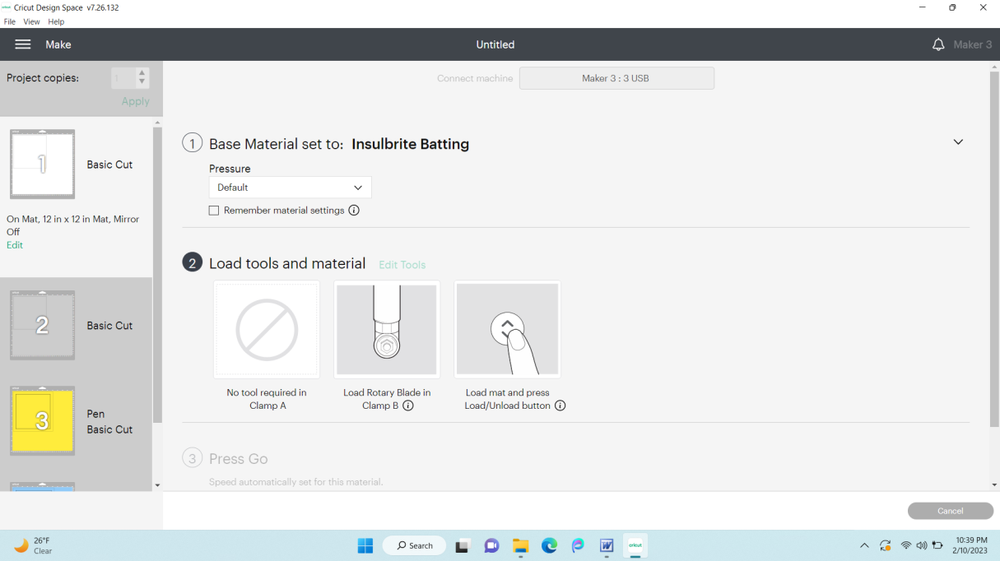 cricut Cricut Design Space v7.26.132
File View Help
Make
Untitled
Maker 3
Project copies:
1
Apply
Connect machine
Maker 3 : 3 USB
1
Basic Cut
On Mat, 12 in x 12 in Mat, Mirror
Off
Edit
2
Basic Cut
3
Pen
Basic Cut
1 Base Material set to: Insulbrite Batting
Pressure
Default
Remember material settings
2 Load tools and material Edit Tools
No tool required in
Clamp A
Load Rotary Blade in
Clamp B
Load mat and press
Load/Unload button
3 Press Go
Speed automatically set for this material.
Cancel
26°F
Clear
Search
W
cricut
10:39 PM
2/10/2023